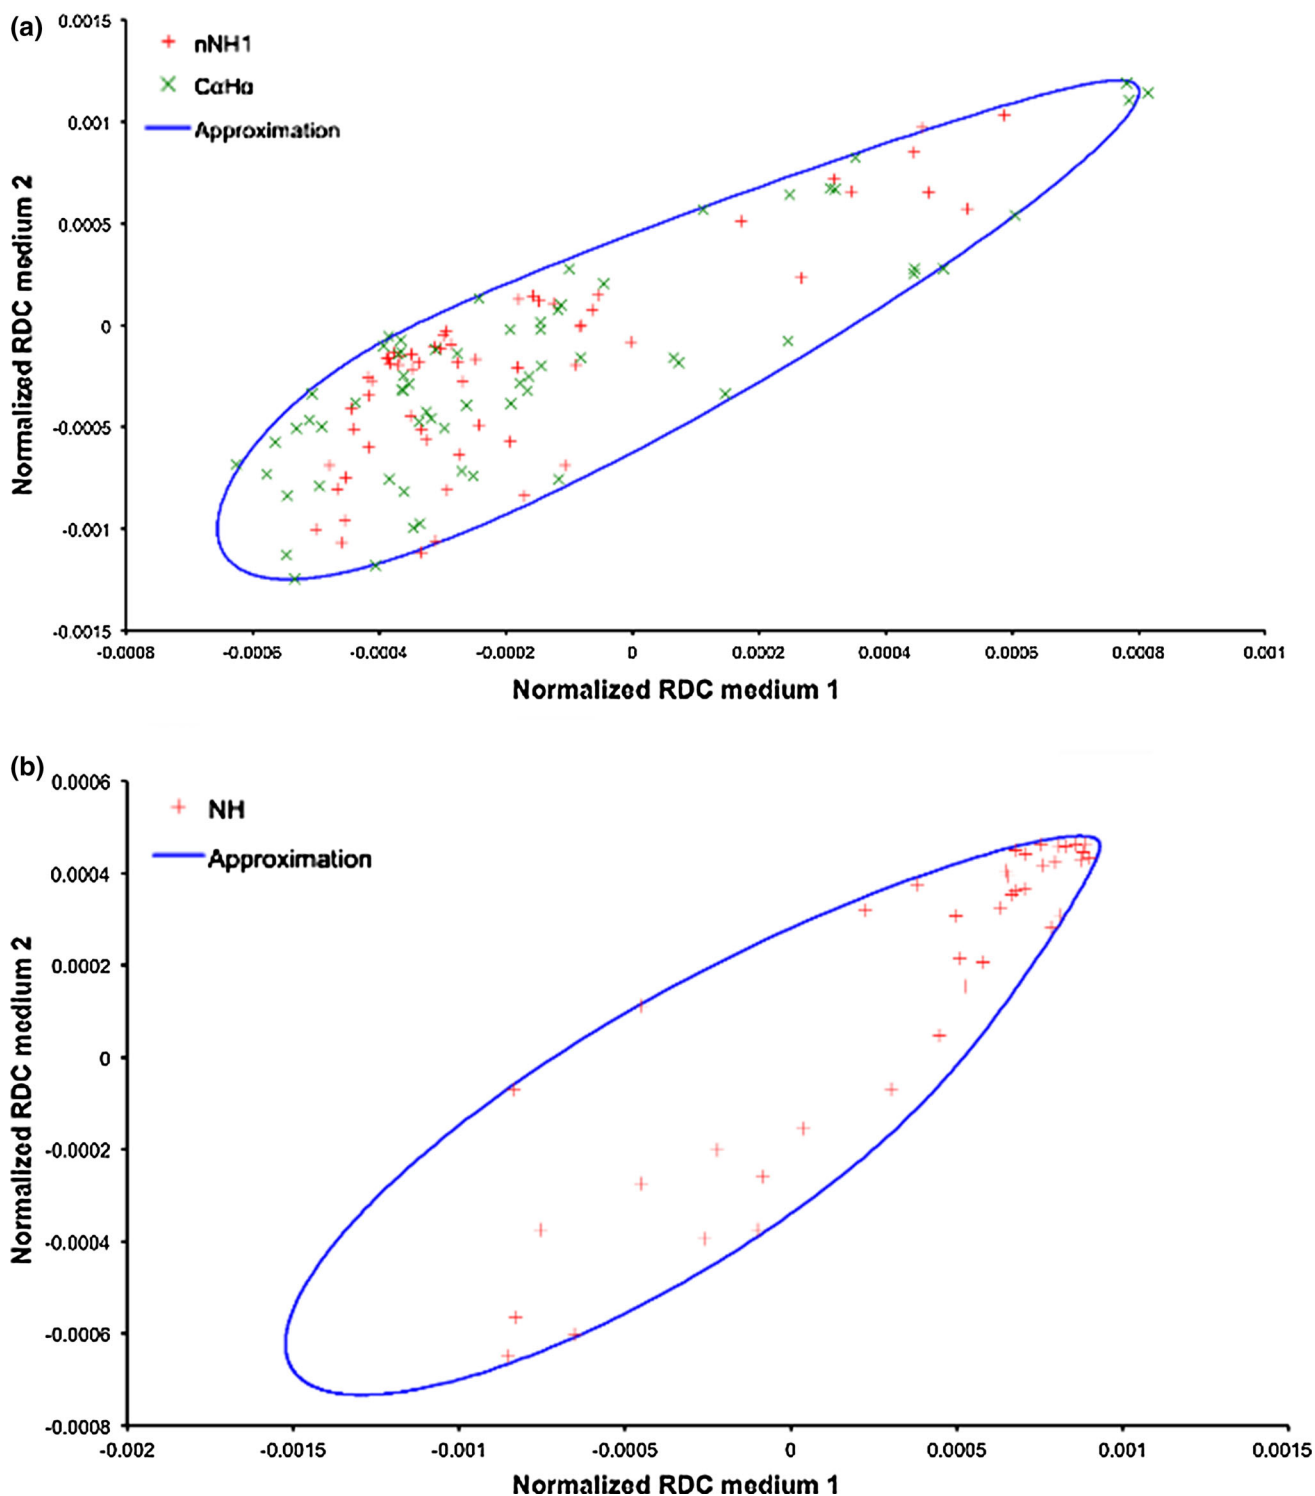 (a)
0.0015
nNH1
CαHα
Approximation
0.001
0.0005
0
-0.0005
-0.001
-0.0015
Normalized RDC medium 2
-0.0008 -0.0006 -0.0004 -0.0002 0 0.0002 0.0004 0.0006 0.0008 0.001
Normalized RDC medium 1
(b)
0.0006
NH
Approximation
0.0004
0.0002
0
-0.0002
-0.0004
-0.0006
-0.0008
Normalized RDC medium 2
-0.002 -0.0015 -0.001 -0.0005 0 0.0005 0.001 0.0015
Normalized RDC medium 1